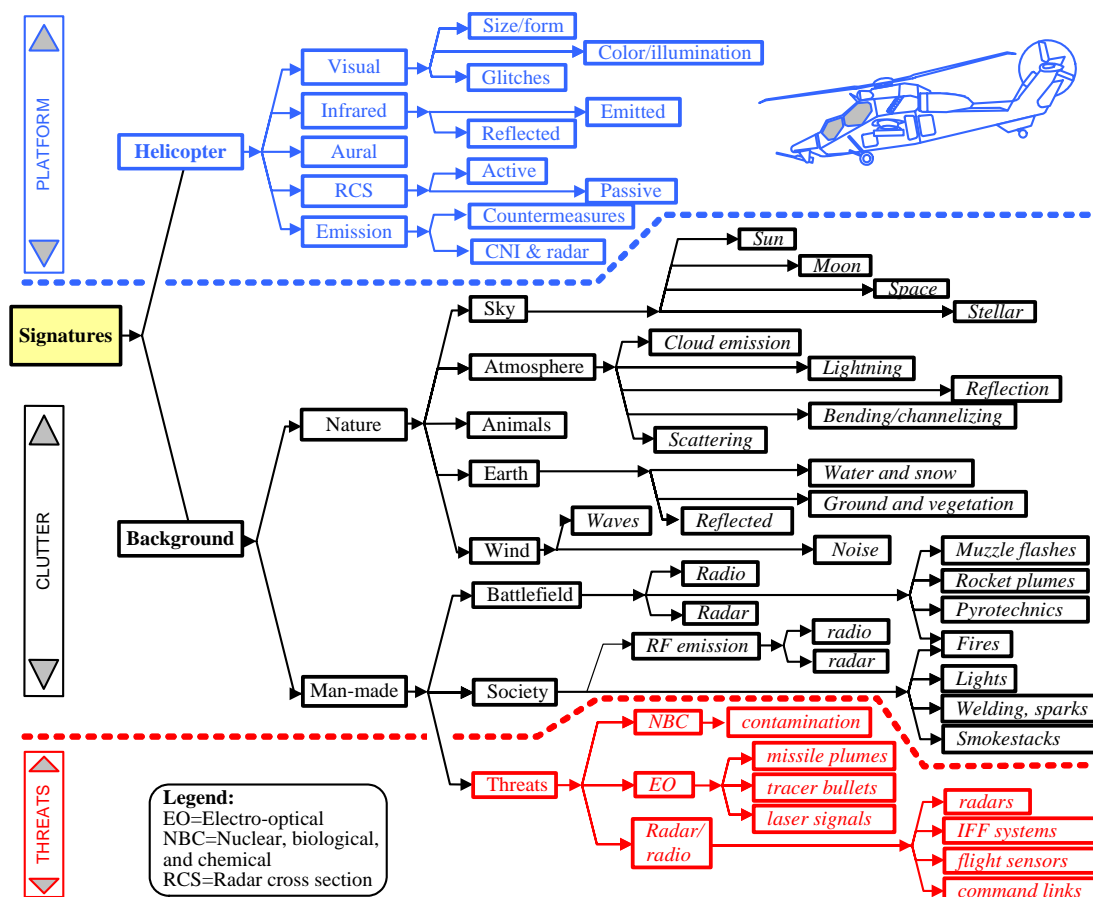 PLATFORM
Size/form
Color/illumination
Visual
Glitches
Infrared
Emitted
Reflected
Helicopter
Aural
Active
RCS
Passive
Countermeasures
Emission
CNI & radar
Sun
Moon
Space
Sky
Stellar
Signatures
Cloud emission
Atmosphere
Lightning
Reflection
Bending/channelizing
Nature
Animals
Scattering
CLUTTER
Earth
Water and snow
Ground and vegetation
Waves
Reflected
Background
Wind
Noise
Muzzle flashes
Radio
Rocket plumes
Battlefield
Radar
Pyrotechnics
radio
RF emission
Fires
radar
Lights
Man-made
Society
Welding, sparks
NBC
contamination
Smokestacks
missile plumes
Threats
EO
tracer bullets
laser signals
radars
Radar/
radio
IFF systems
flight sensors
command links
THREATS
Legend:
EO=Electro-optical
NBC=Nuclear, biological,
and chemical
RCS=Radar cross section